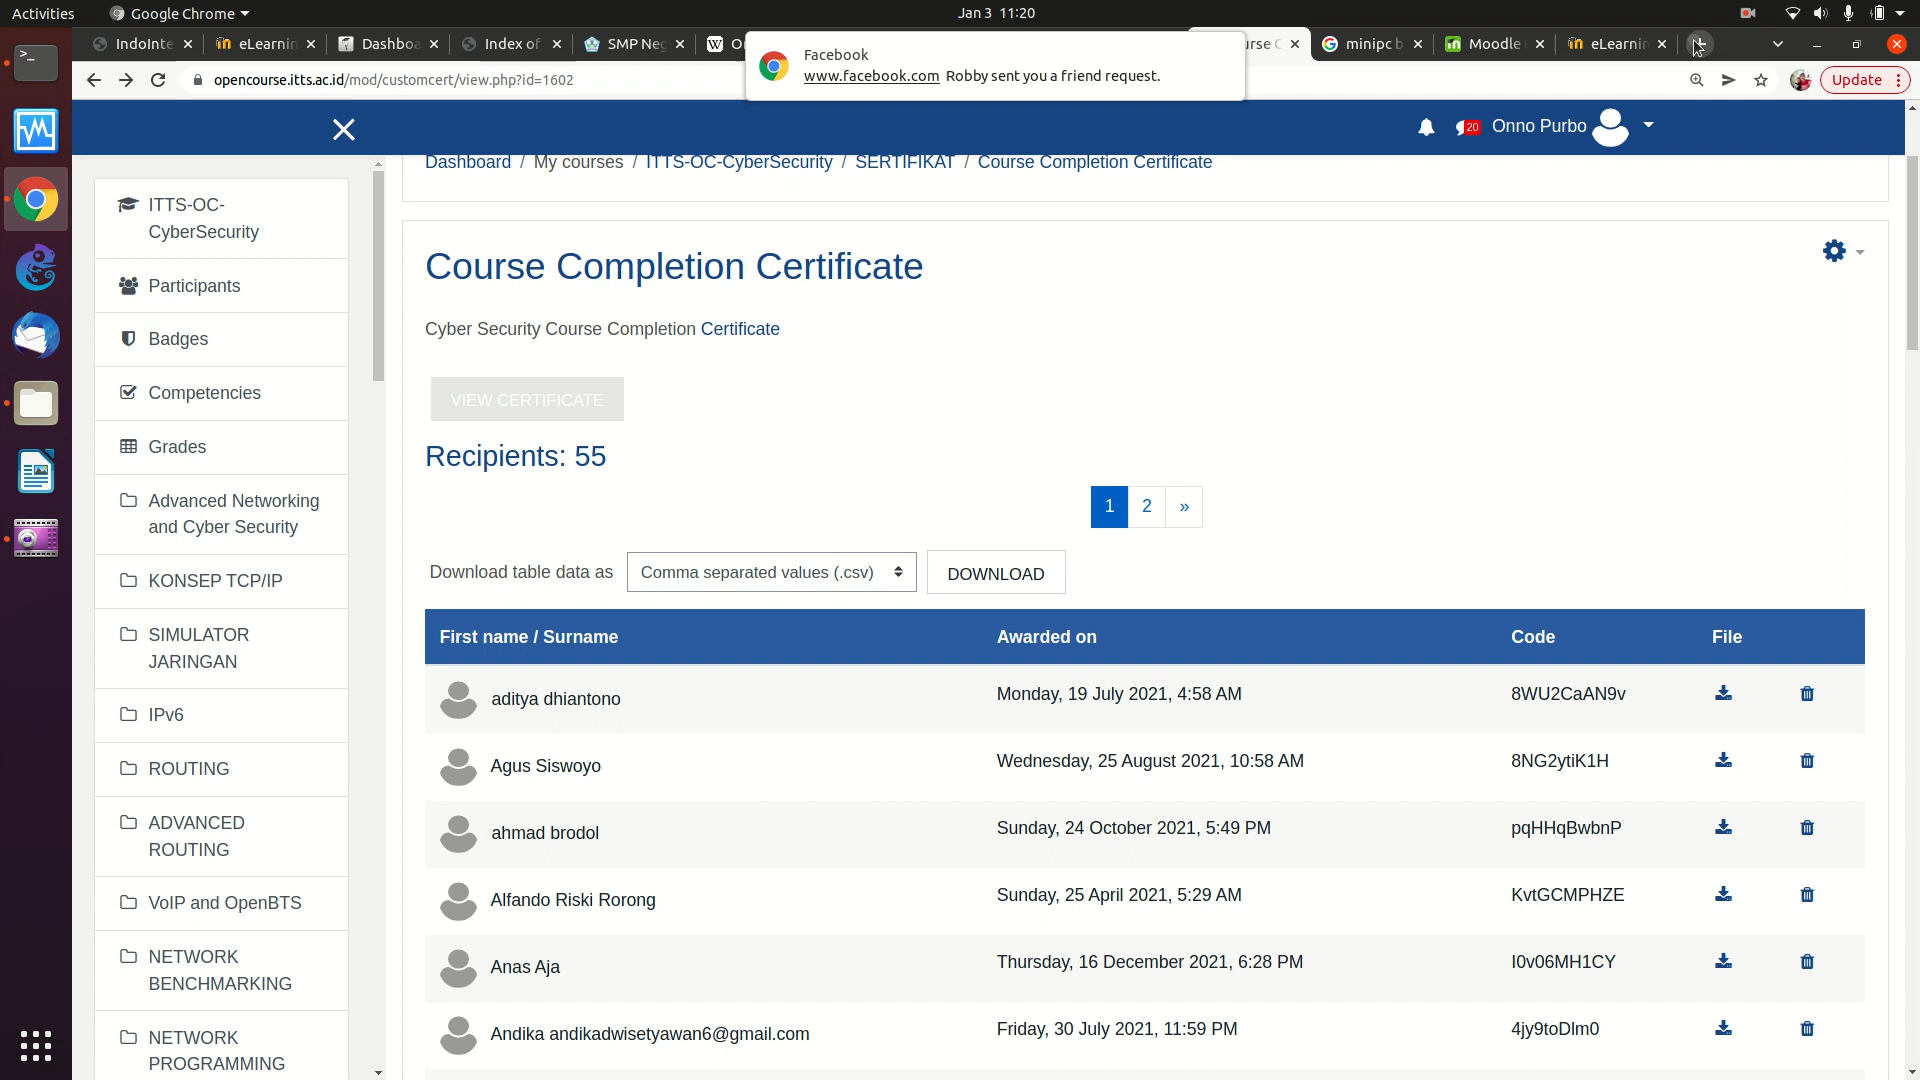 Activities
Google Chrome
Jan 3 11:20
IndoInte
eLearnin
Dashboa
Index of
SMP Neg
minipc b
Moodle
eLearnin
Facebook
www.facebook.com Robby sent you a friend request.
opencourse.itts.ac.id/mod/customcert/view.php?id=1602
Update
20
Onno Purbo
Dashboard / My courses / ITTS-OC-CyberSecurity / SERTIFIKAT / Course Completion Certificate
ITTS-OC-
CyberSecurity
Participants
Badges
Competencies
Grades
Advanced Networking
and Cyber Security
KONSEP TCP/IP
SIMULATOR
JARINGAN
IPv6
ROUTING
ADVANCED
ROUTING
VoIP and OpenBTS
NETWORK
BENCHMARKING
NETWORK
PROGRAMMING
Course Completion Certificate
Cyber Security Course Completion Certificate
VIEW CERTIFICATE
Recipients: 55
1 2 »
Download table data as Comma separated values (.csv) DOWNLOAD
First name / Surname Awarded on Code File
aditya dhiantono Monday, 19 July 2021, 4:58 AM 8WU2CaAN9v
Agus Siswoyo Wednesday, 25 August 2021, 10:58 AM 8NG2ytiK1H
ahmad brodol Sunday, 24 October 2021, 5:49 PM pqHHqBwbnP
Alfando Riski Rorong Sunday, 25 April 2021, 5:29 AM KvtGCMPHZE
Anas Aja Thursday, 16 December 2021, 6:28 PM I0v06MH1CY
Andika andikadwisetyawan6@gmail.com Friday, 30 July 2021, 11:59 PM 4jy9toDlm0